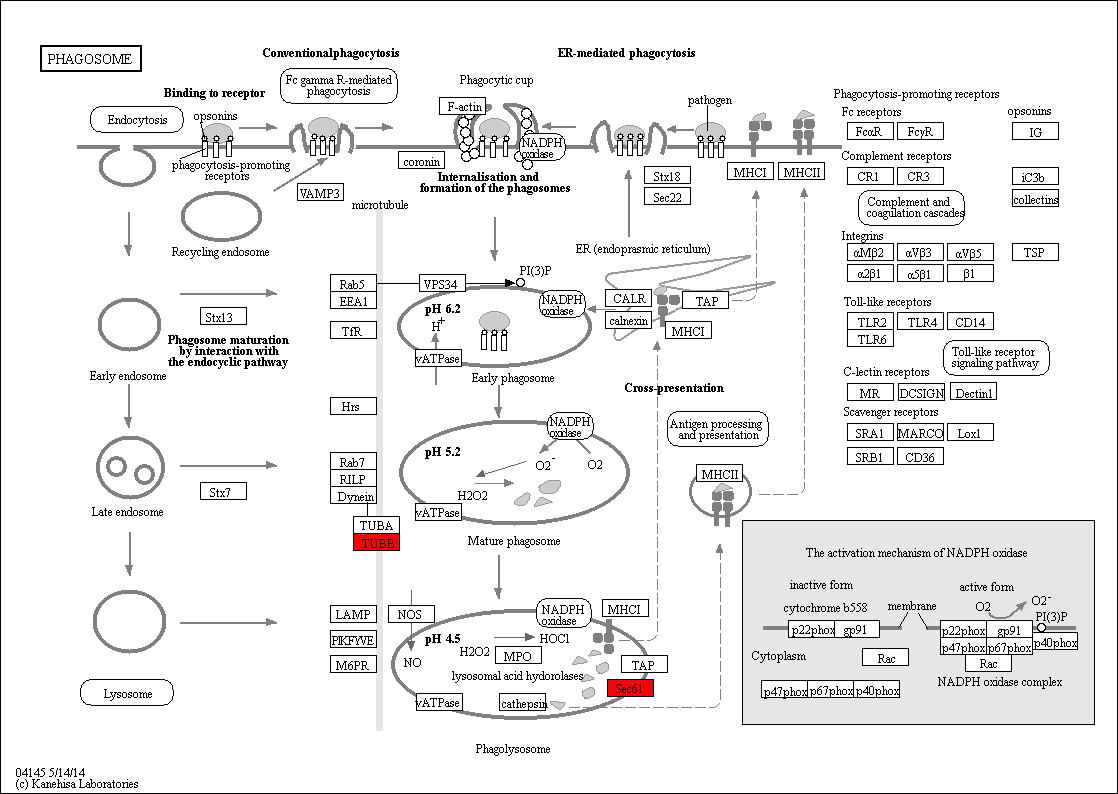 PHAGOSOME
Conventionalphagocytosis
ER-mediated phagocytosis
Binding to receptor
Fc gamma R-mediated
phagocytosis
Phagocytic cup
F-actin
pathogen
Endocytosis
opsonins
NADPH
oxidase
coronin
phagocytosis-promoting
receptors
VAMP3
Internalisation and
formation of the phagosomes
Stx18
Sec22
MHCI
MHCII
microtubule
Recycling endosome
ER (endoprasmic reticulum)
Phagocytosis-promoting receptors
Fc receptors
opsonins
FcαR
FcγR
IG
Complement receptors
CR1
CR3
iC3b
collectins
Complement and
coagulation cascades
Integrins
αMβ2
αVβ3
αVβ5
TSP
α2β1
α5β1
β1
Toll-like receptors
TLR2
TLR4
CD14
TLR6
Toll-like receptor
signaling pathway
C-lectin receptors
MR
DCSIGN
Dectin1
Scavenger receptors
SRA1
MARCO
Lox1
SRB1
CD36
Rab5
EEA1
VPS34
PI(3)P
TfR
Stx13
Phagosome maturation
by interaction with
the endocyclic pathway
pH 6.2
H+
vATPase
NADPH
oxidase
CALR
calnexin
TAP
MHCI
Early endosome
Early phagosome
Cross-presentation
Hrs
Antigen processing
and presentation
NADPH
oxidase
pH 5.2
O2-
O2
H2O2
vATPase
Rab7
RILP
Dynein
Stx7
MHCII
Late endosome
TUBA
TUBB
Mature phagosome
LAMP
PIKFYVE
M6PR
NOS
NO
NADPH
oxidase
MHCI
pH 4.5
HOCl
H2O2
MPO
lysosomal acid hydorolases
TAP
Sec61
vATPase
cathepsin
Lysosome
Phagolysosome
The activation mechanism of NADPH oxidase
inactive form
active form
cytochrome b558
membrane
O2
O2-
PI(3)P
p22phox
gp91
p22phox
gp91
p47phox
p67phox
p40phox
Cytoplasm
Rac
Rac
NADPH oxidase complex
p47phox
p67phox
p40phox
04145 5/14/14
(c) Kanehisa Laboratories